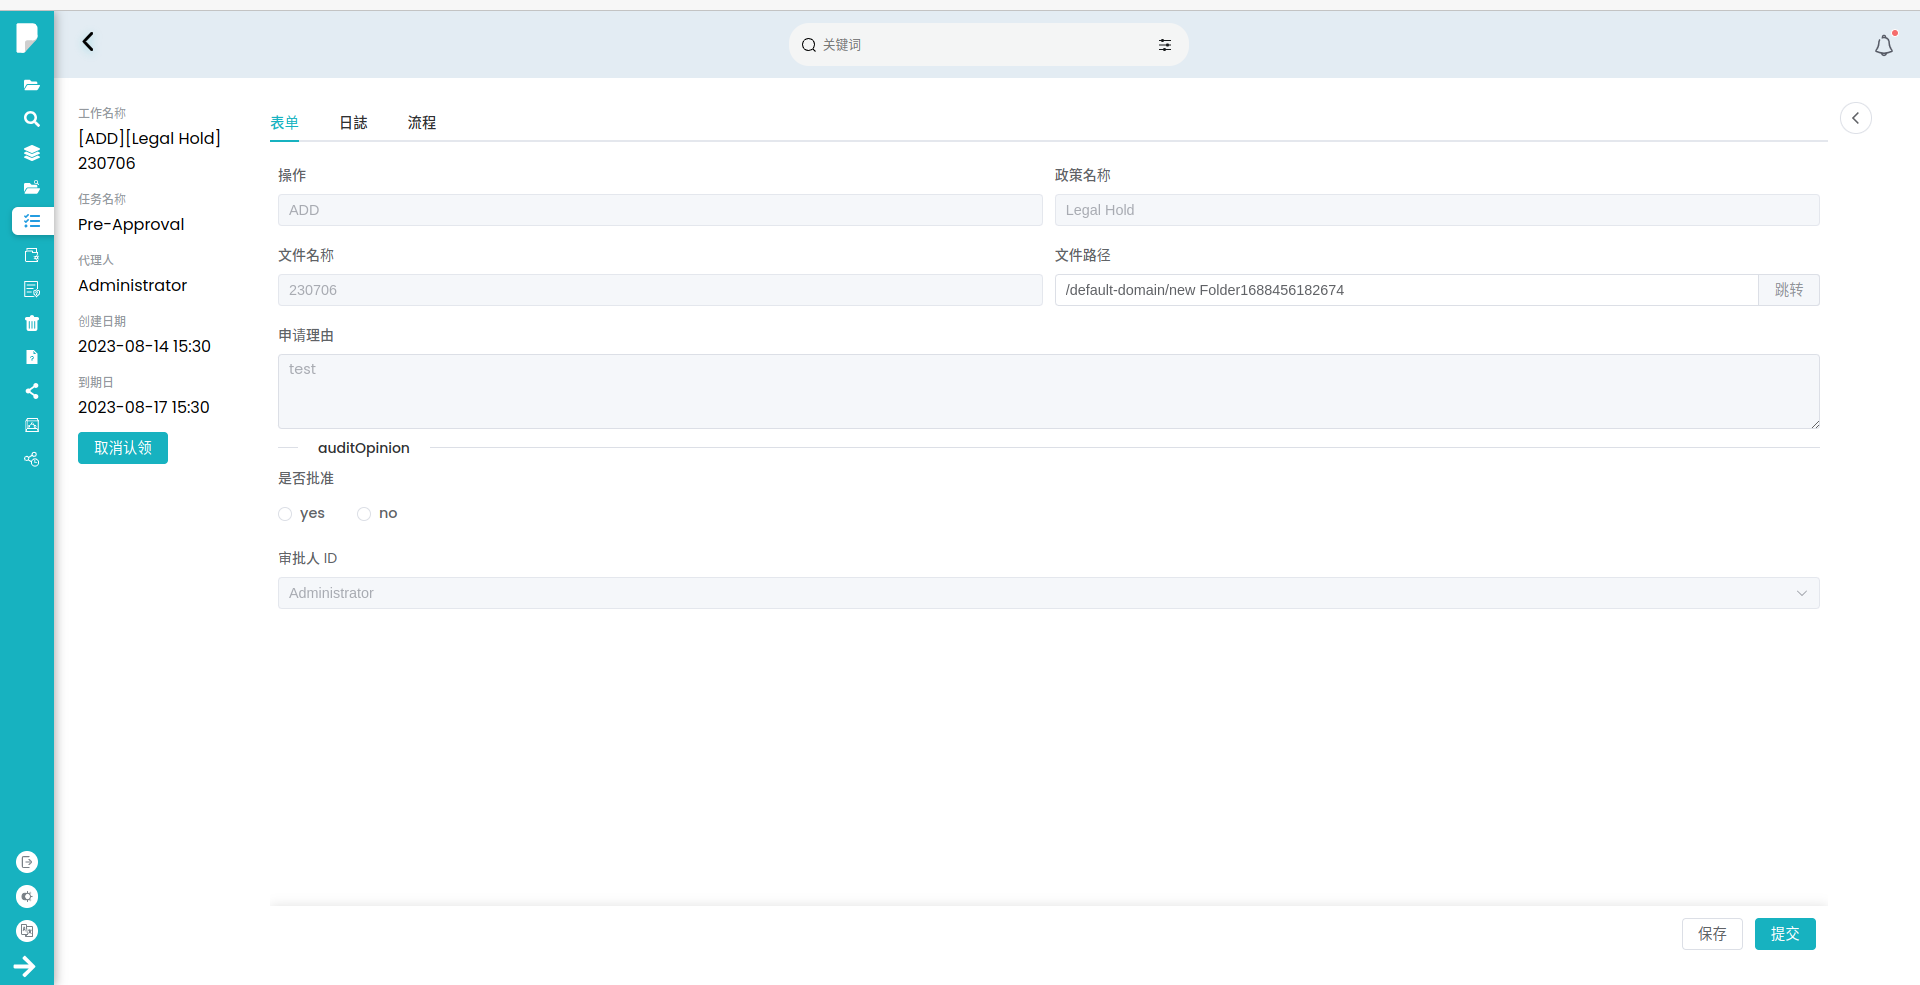 关键词
工作名称
[ADD][Legal Hold]
230706
任务名称
Pre-Approval
代理人
Administrator
创建日期
2023-08-14 15:30
到期日
2023-08-17 15:30
取消认领
表单 日誌 流程
操作 政策名称
ADD Legal Hold
文件名称 文件路径
230706 /default-domain/new Folder1688456182674 跳转
申请理由
test
auditOpinion
是否批准
yes no
审批人 ID
Administrator
保存 提交